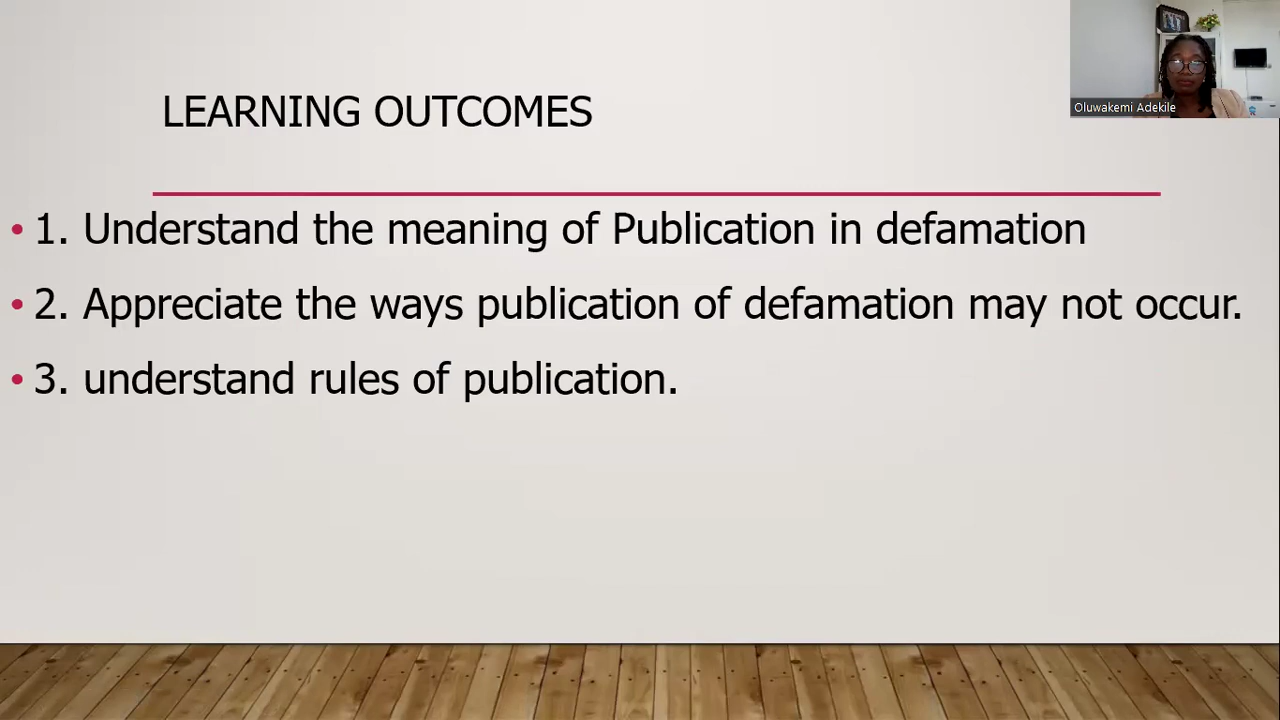 LEARNING OUTCOMES
Oluwakemi Adekile
• 1. Understand the meaning of Publication in defamation
• 2. Appreciate the ways publication of defamation may not occur.
• 3. understand rules of publication.